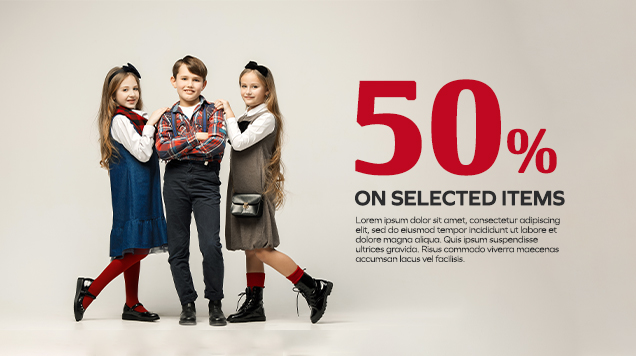 50%
ON SELECTED ITEMS
Lorem ipsum dolor sit amet, consectetur adipiscing
elit, sed do eiusmod tempor incididunt ut labore et
dolore magna aliqua. Quis ipsum suspendisse
ultrices gravida. Risus commodo viverra maecenas
accumsan lacus vel facilisis.